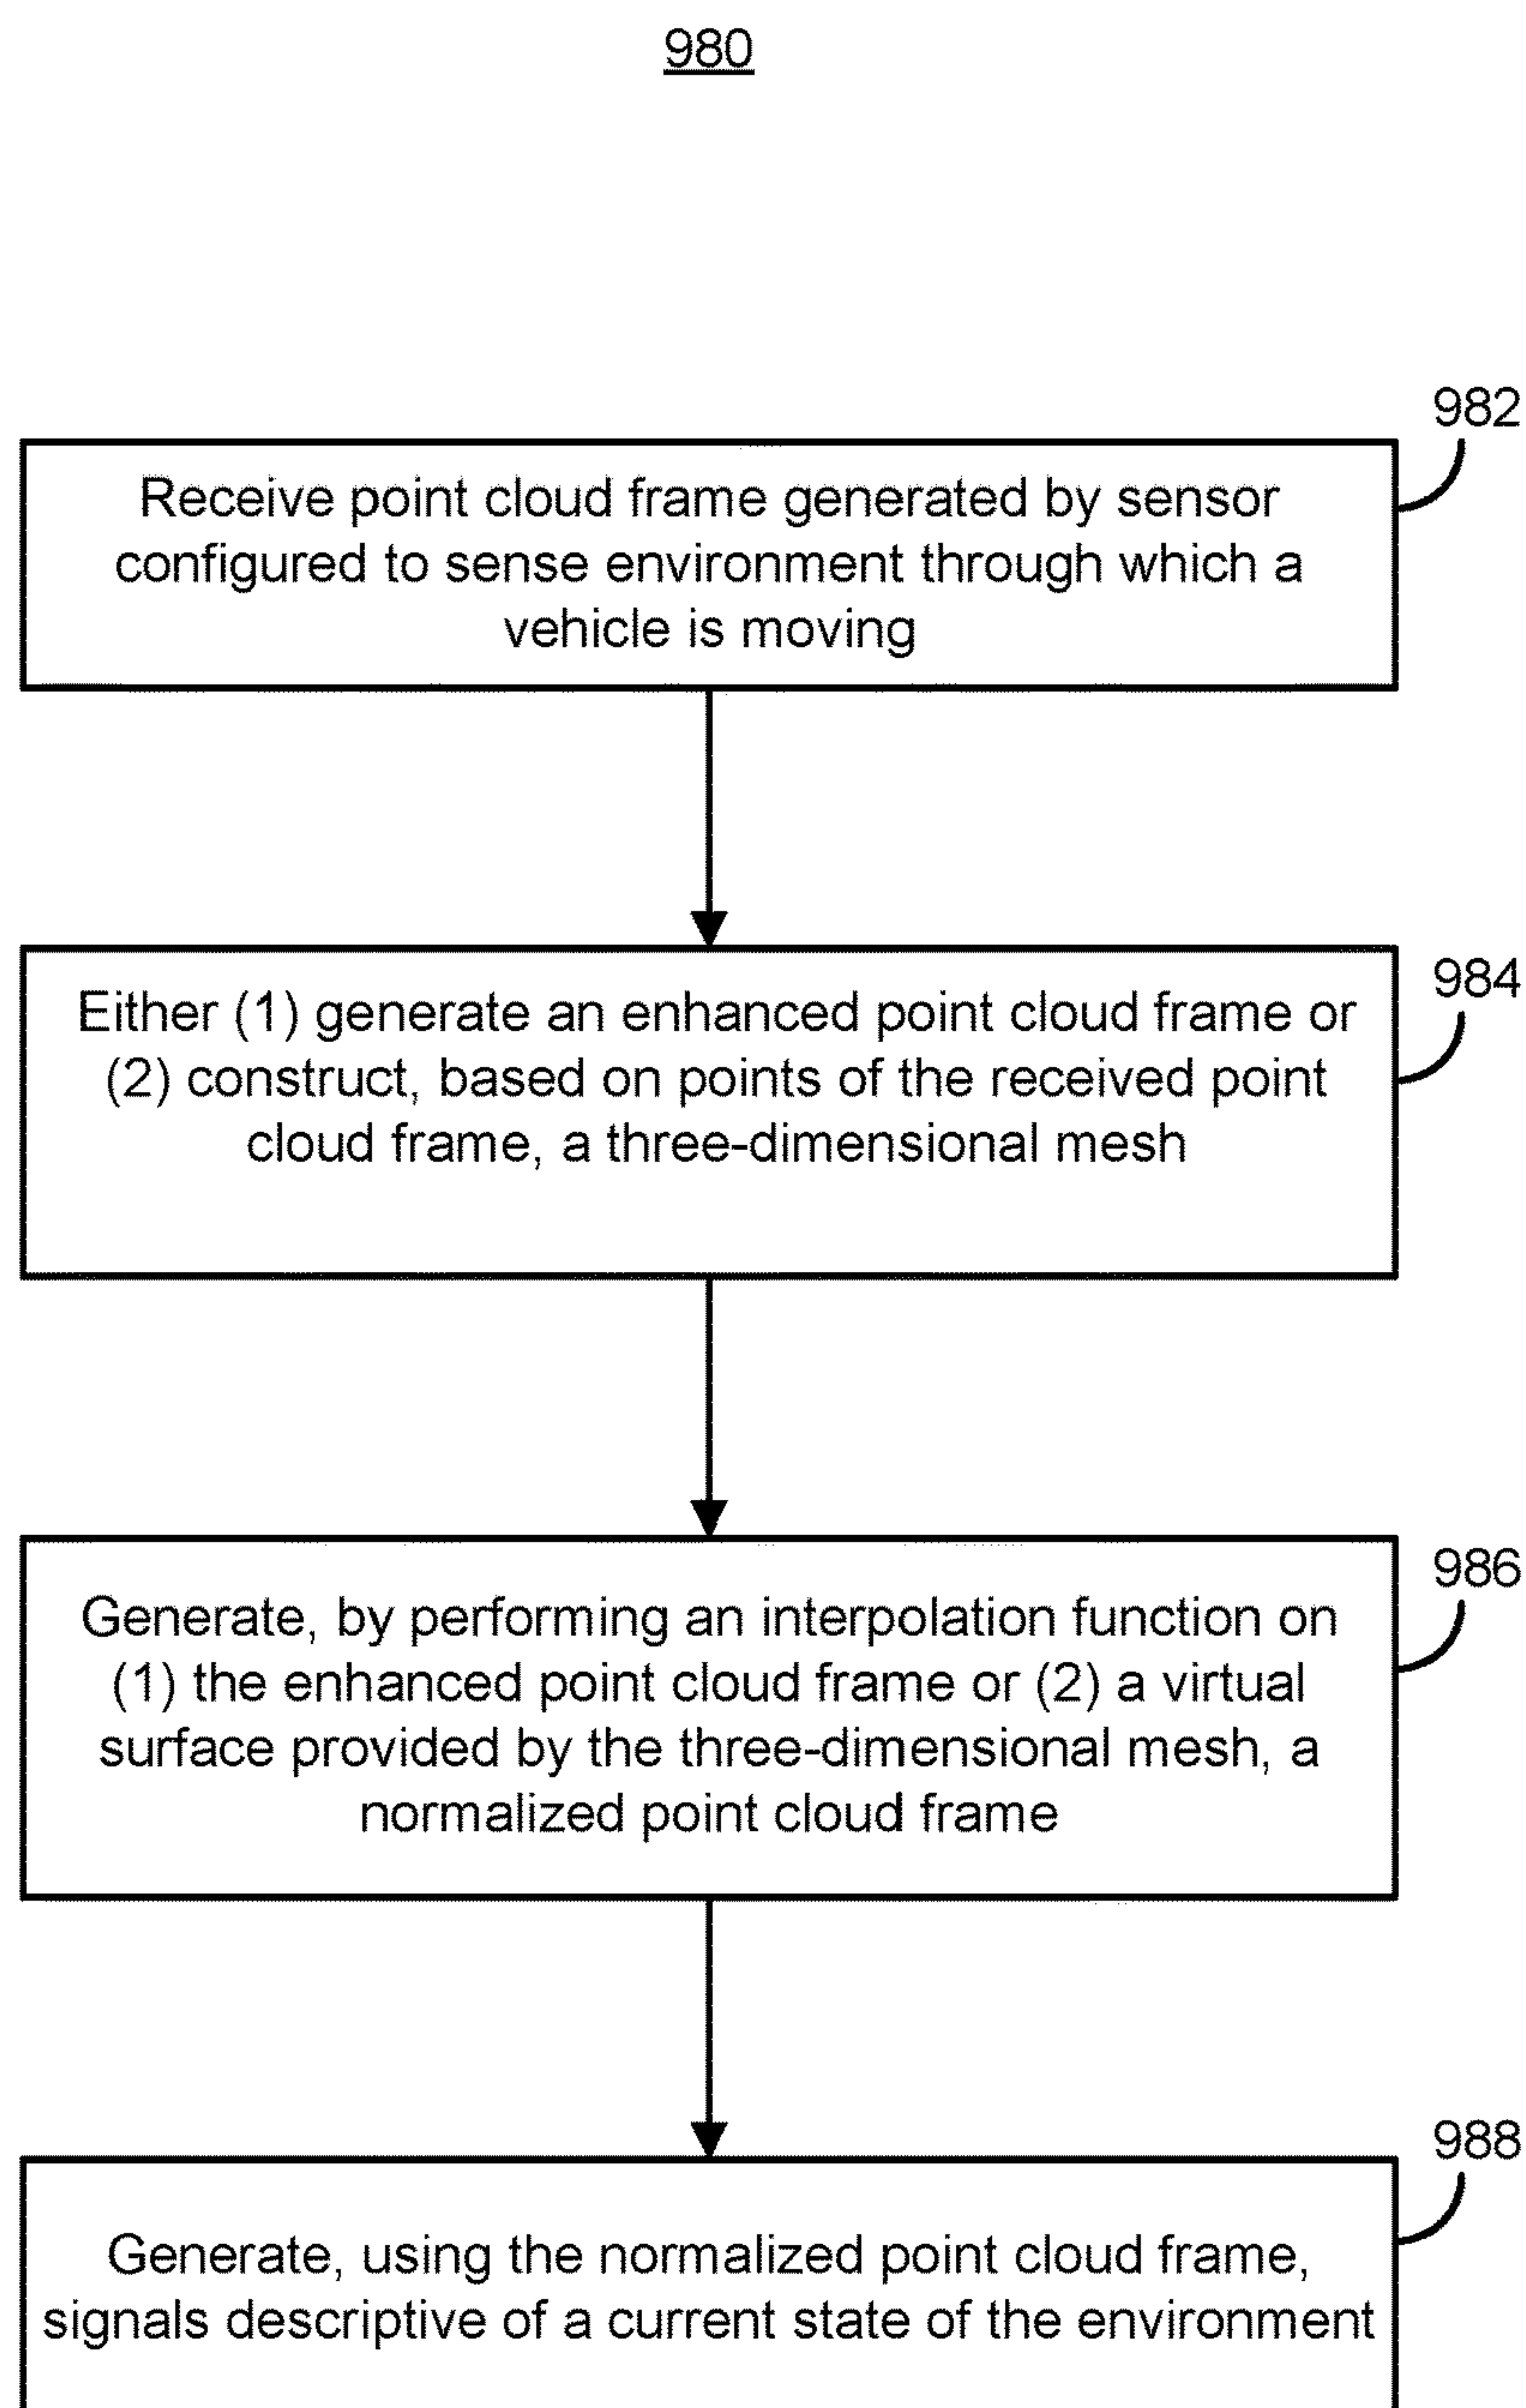 980
982
Receive point cloud frame generated by sensor
configured to sense environment through which a
vehicle is moving
984
Either (1) generate an enhanced point cloud frame or
(2) construct, based on points of the received point
cloud frame, a three-dimensional mesh
986
Generate, by performing an interpolation function on
(1) the enhanced point cloud frame or (2) a virtual
surface provided by the three-dimensional mesh, a
normalized point cloud frame
988
Generate, using the normalized point cloud frame,
signals descriptive of a current state of the environment